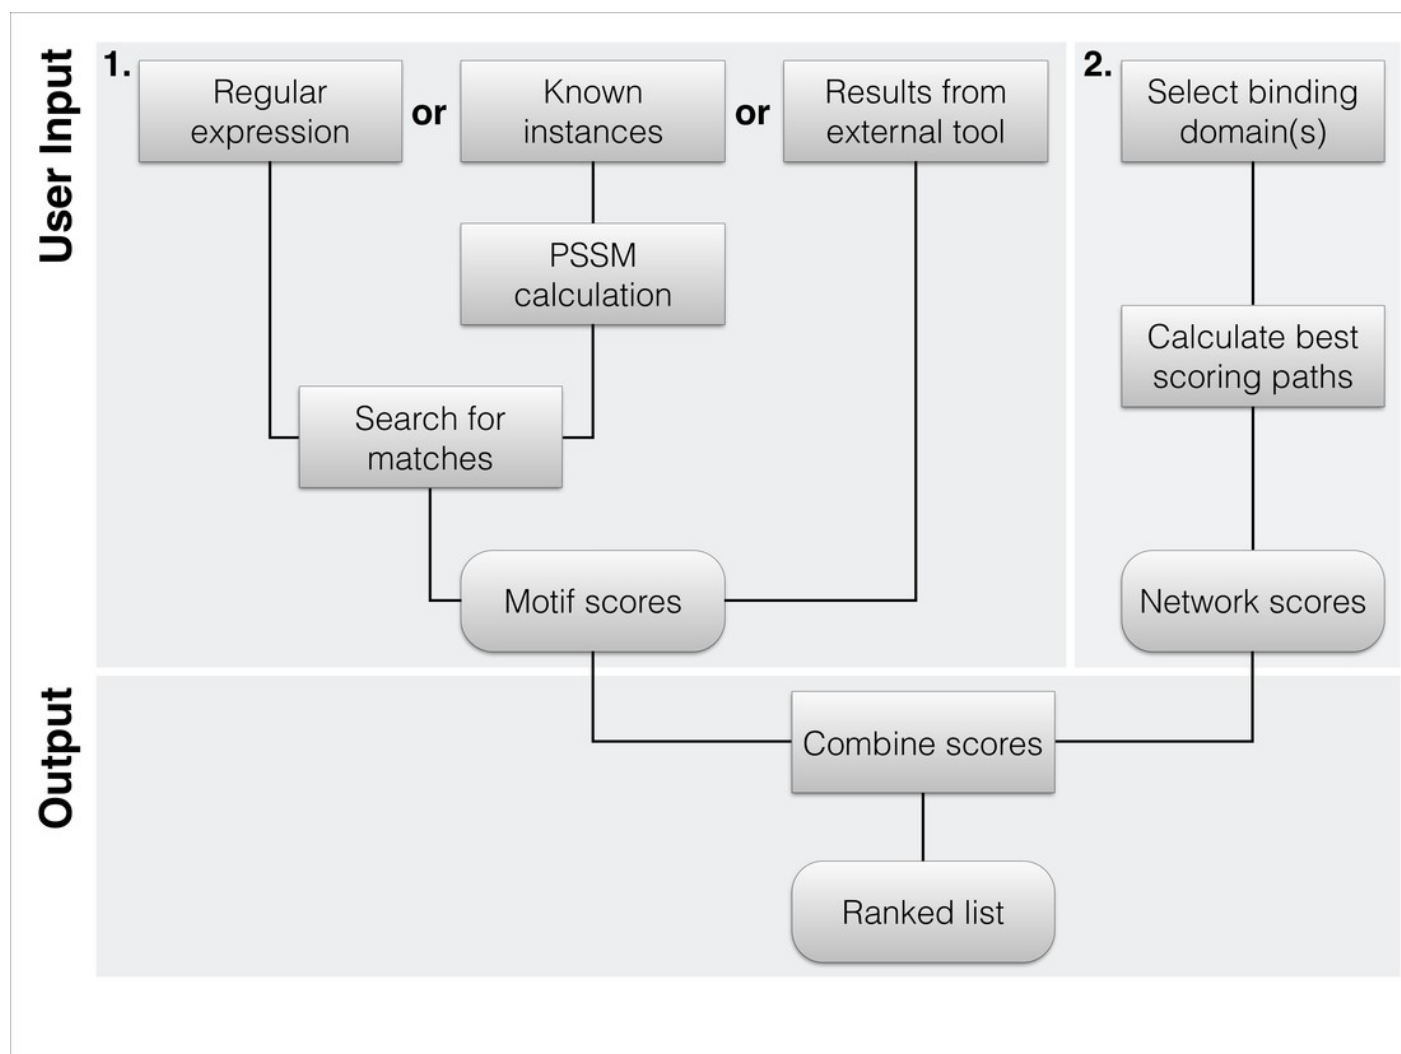 User Input
1.
Regular
expression
or
Known
instances
or
Results from
external tool
PSSM
calculation
Search for
matches
Motif scores
2.
Select binding
domain(s)
Calculate best
scoring paths
Network scores
Output
Combine scores
Ranked list